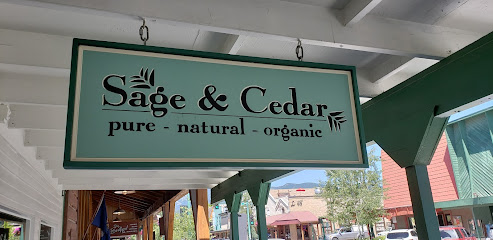 Sage & Cedar
pure - natural - organic